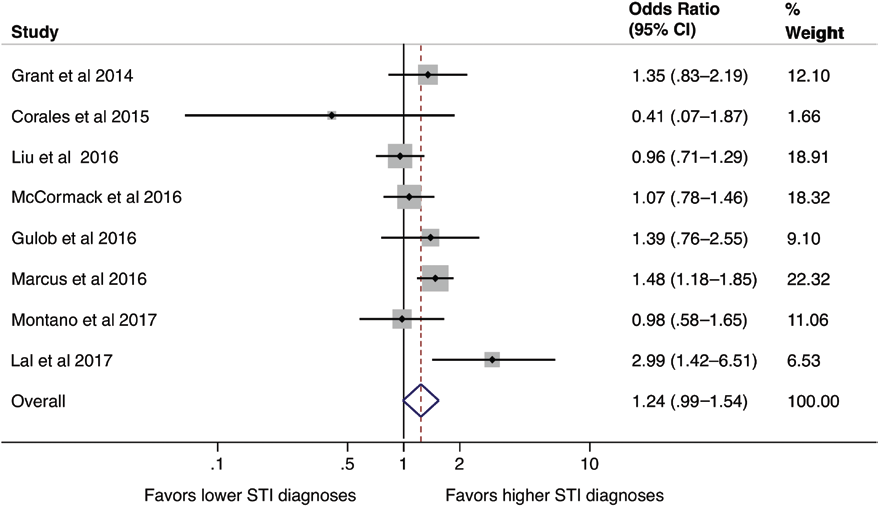 Study Odds Ratio (95% CI) % Weight
Grant et al 2014 1.35 (.83–2.19) 12.10
Corales et al 2015 0.41 (.07–1.87) 1.66
Liu et al 2016 0.96 (.71–1.29) 18.91
McCormack et al 2016 1.07 (.78–1.46) 18.32
Gulob et al 2016 1.39 (.76–2.55) 9.10
Marcus et al 2016 1.48 (1.18–1.85) 22.32
Montano et al 2017 0.98 (.58–1.65) 11.06
Lal et al 2017 2.99 (1.42–6.51) 6.53
Overall 1.24 (.99–1.54) 100.00
.1 .5 1 2 10
Favors lower STI diagnoses Favors higher STI diagnoses